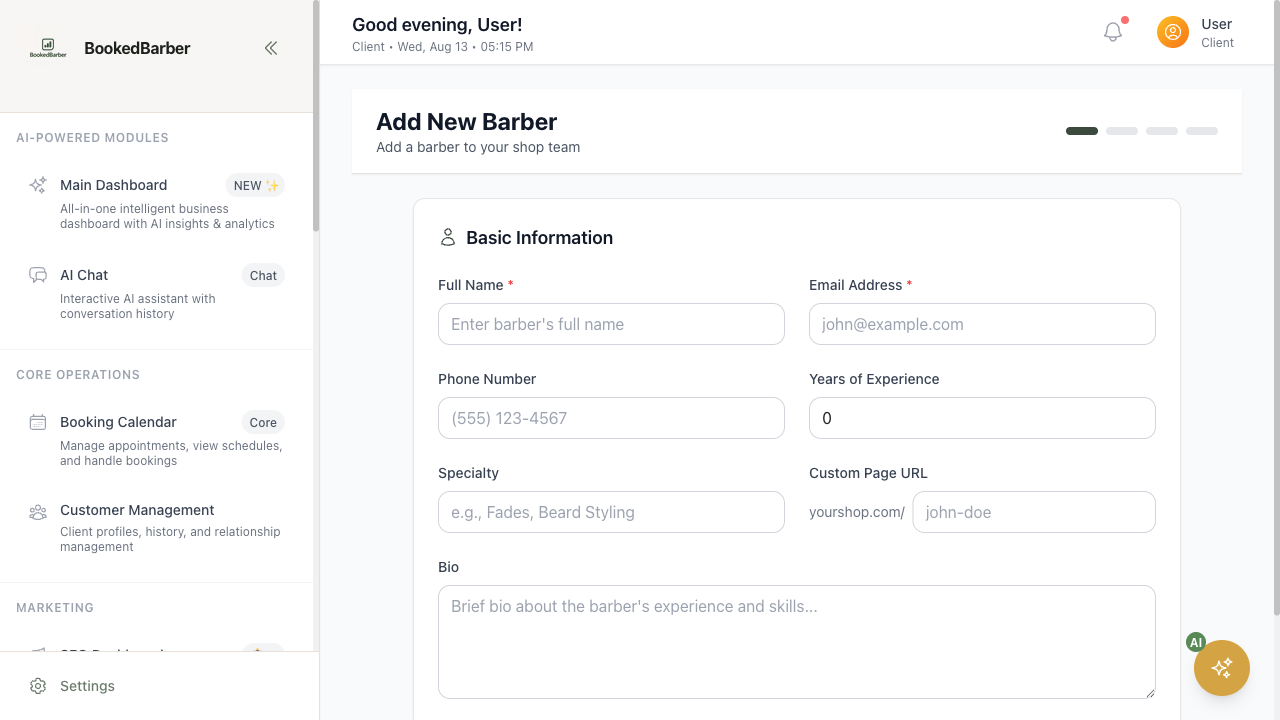 BookedBarber
BookedBarber
AI-POWERED MODULES
Main Dashboard
NEW ✨
All-in-one intelligent business
dashboard with AI insights & analytics
AI Chat
Chat
Interactive AI assistant with
conversation history
CORE OPERATIONS
Booking Calendar
Core
Manage appointments, view schedules,
and handle bookings
Customer Management
Client profiles, history, and relationship
management
MARKETING
Settings
Good evening, User!
Client • Wed, Aug 13 • 05:15 PM
User
Client
Add New Barber
Add a barber to your shop team
Basic Information
Full Name *
Enter barber's full name
Email Address *
john@example.com
Phone Number
(555) 123-4567
Years of Experience
0
Specialty
e.g., Fades, Beard Styling
Custom Page URL
yourshop.com/
john-doe
Bio
Brief bio about the barber's experience and skills...
AI